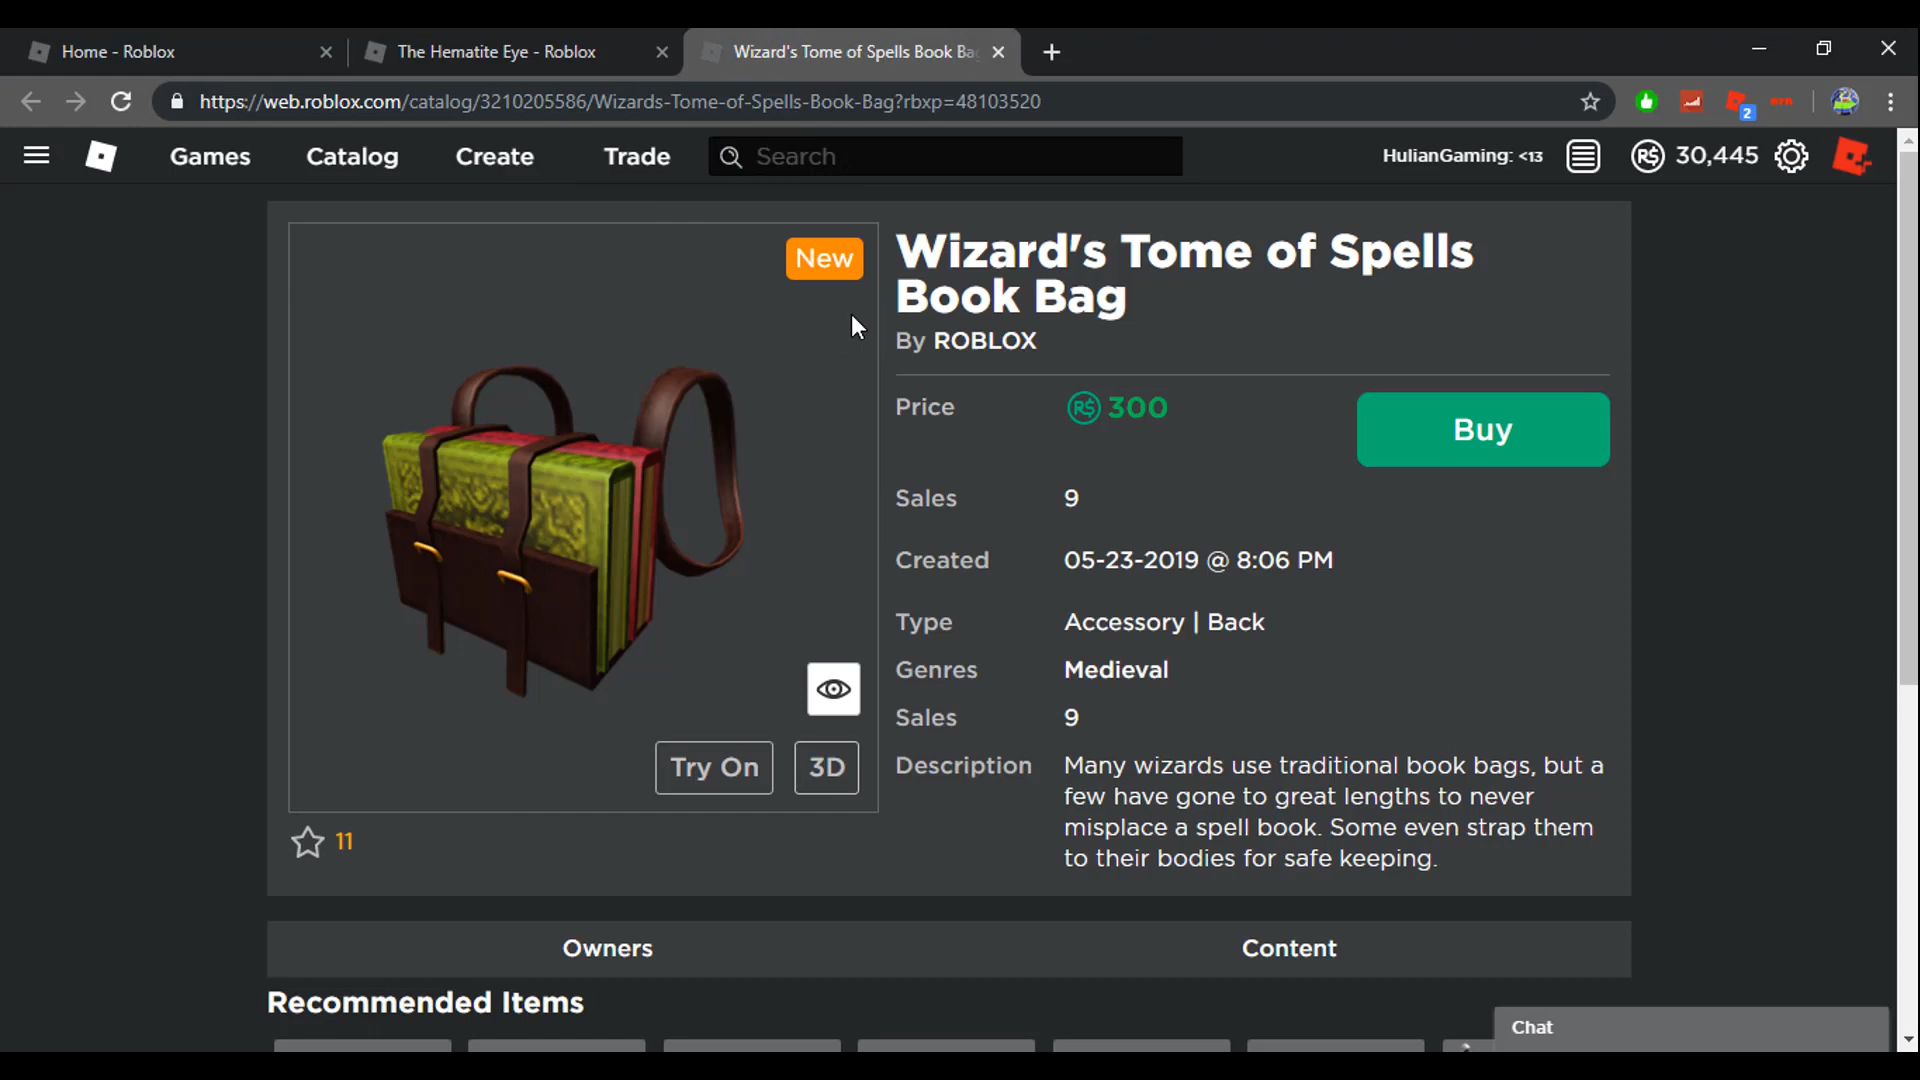 Home - Roblox
The Hematite Eye - Roblox
Wizard's Tome of Spells Book Ba
https://web.roblox.com/catalog/3210205586/Wizards-Tome-of-Spells-Book-Bag?rbxp=48103520
2
Games
Catalog
Create
Trade
Search
HulianGaming: <13
R$ 30,445
New
Wizard's Tome of Spells
Book Bag
By ROBLOX
Price
R$ 300
Buy
Sales
9
Created
05-23-2019 @ 8:06 PM
Type
Accessory | Back
Genres
Medieval
Sales
9
Description
Many wizards use traditional book bags, but a
few have gone to great lengths to never
misplace a spell book. Some even strap them
to their bodies for safe keeping.
Try On
3D
11
Owners
Content
Recommended Items
Chat